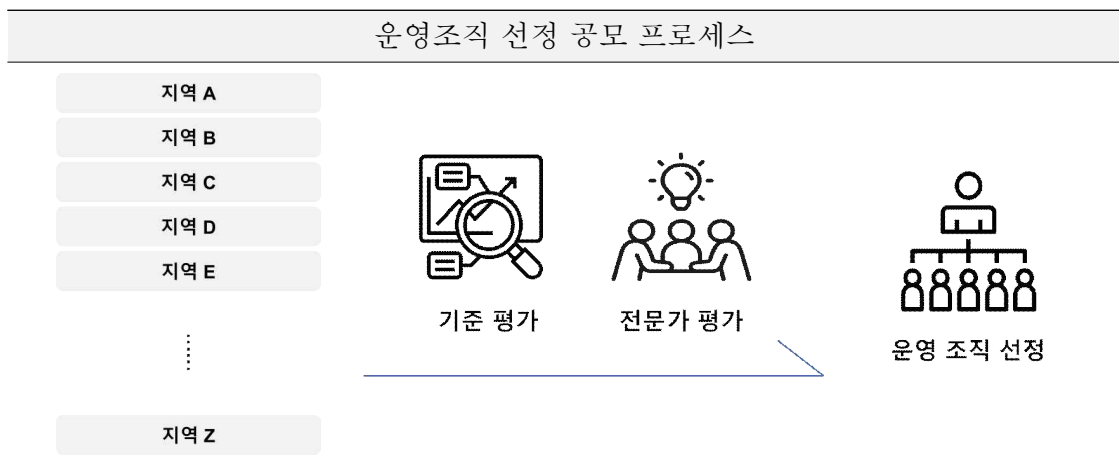 운영조직 선정 공모 프로세스
지역 A
지역 B
지역 C
지역 D
지역 E
지역 Z
기준 평가
전문가 평가
운영 조직 선정